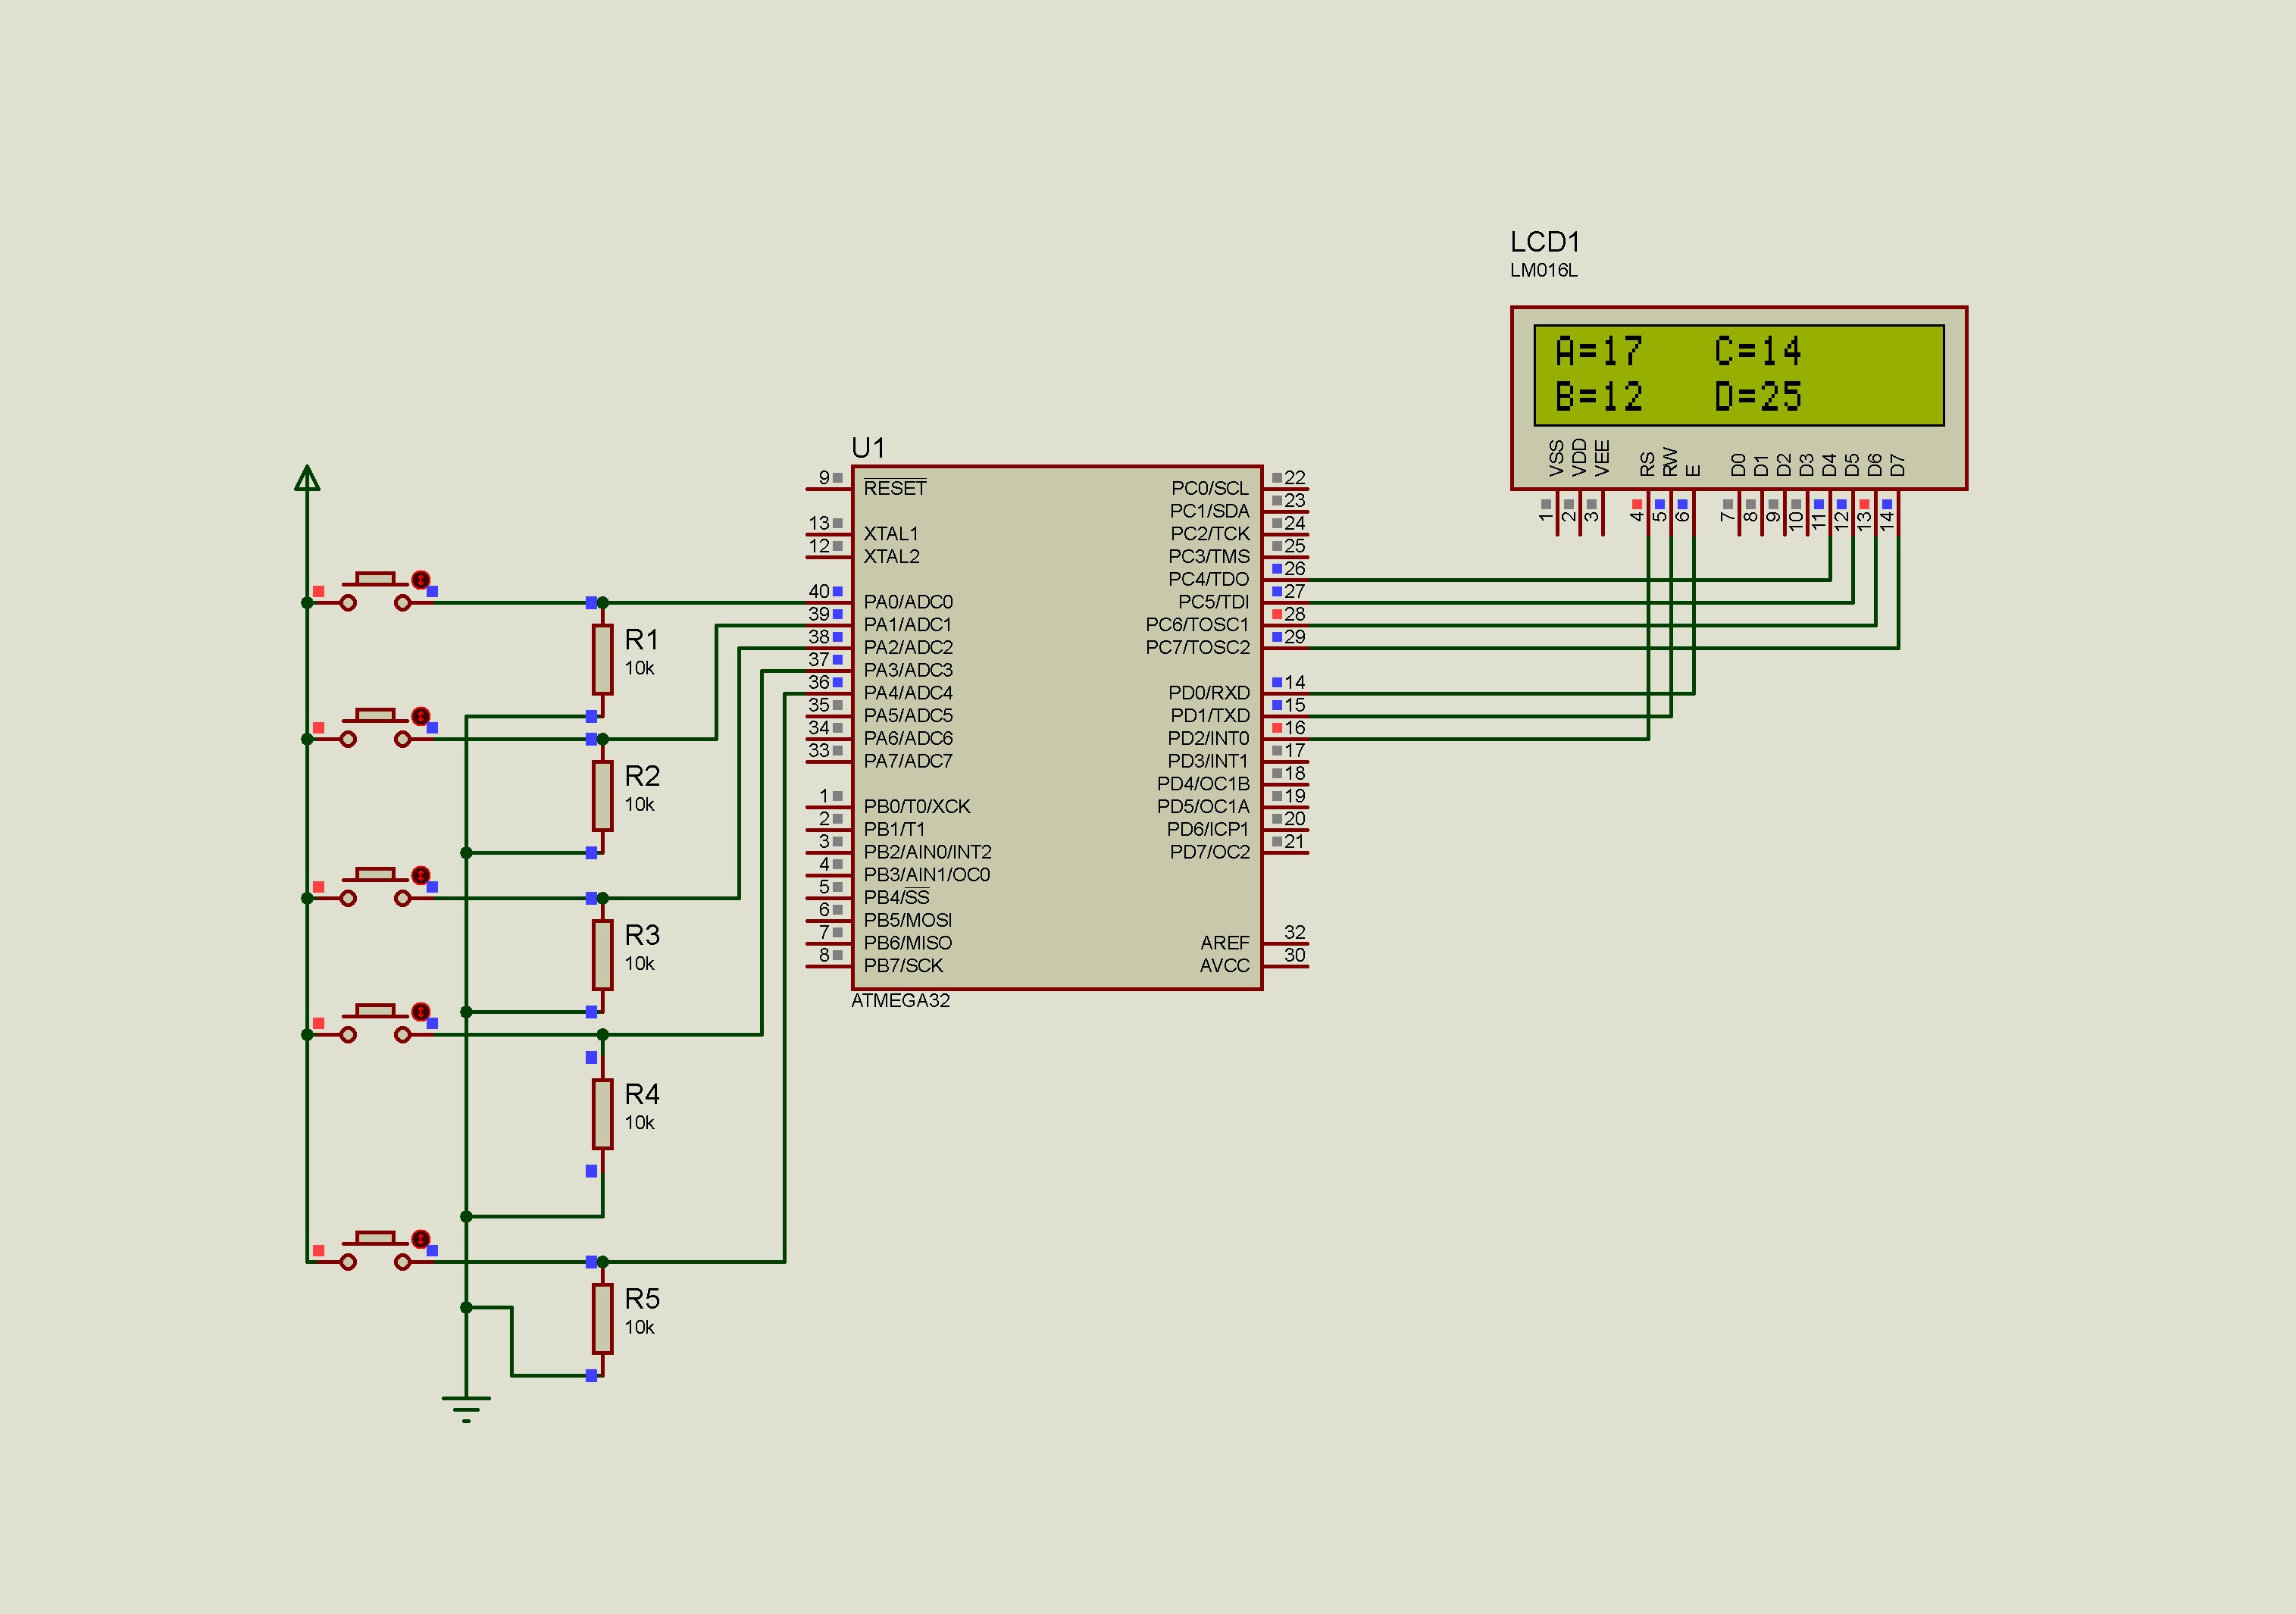 LCD1
LM016L
A=17 C=14
B=12 D=25
VSS VDD VEE RS RW E D0 D1 D2 D3 D4 D5 D6 D7
1 2 3 4 5 6 7 8 9 10 11 12 13 14
U1
9 RESET
13 XTAL1
12 XTAL2
40 PA0/ADC0
39 PA1/ADC1
38 PA2/ADC2
37 PA3/ADC3
36 PA4/ADC4
35 PA5/ADC5
34 PA6/ADC6
33 PA7/ADC7
1 PB0/T0/XCK
2 PB1/T1
3 PB2/AIN0/INT2
4 PB3/AIN1/OC0
5 PB4/SS
6 PB5/MOSI
7 PB6/MISO
8 PB7/SCK
PC0/SCL 22
PC1/SDA 23
PC2/TCK 24
PC3/TMS 25
PC4/TDO 26
PC5/TDI 27
PC6/TOSC1 28
PC7/TOSC2 29
PD0/RXD 14
PD1/TXD 15
PD2/INT0 16
PD3/INT1 17
PD4/OC1B 18
PD5/OC1A 19
PD6/ICP1 20
PD7/OC2 21
AREF 32
AVCC 30
ATMEGA32
R1
10k
R2
10k
R3
10k
R4
10k
R5
10k